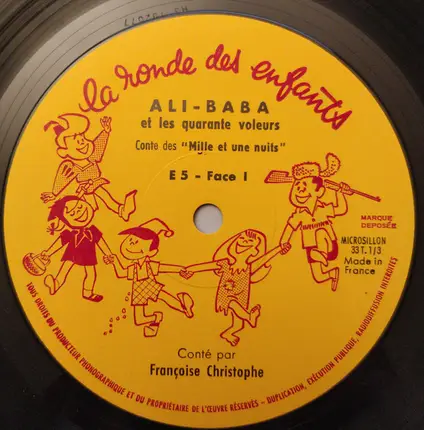 la ronde des enfants
ALI-BABA
et les quarante voleurs
Conte des "Mille et une nuits"
E 5 - Face 1
MARQUE
DEPOSÉE
MICROSILLON
33 T. 1/3
Made in
France
Conté par
Françoise Christophe
TOUS DROITS DU PRODUCTEUR PHONOGRAPHIQUE ET DU PROPRIÉTAIRE DE L'ŒUVRE RÉSERVÉS - DUPLICATION, EXÉCUTION PUBLIQUE, RADIODIFFUSION INTERDITES